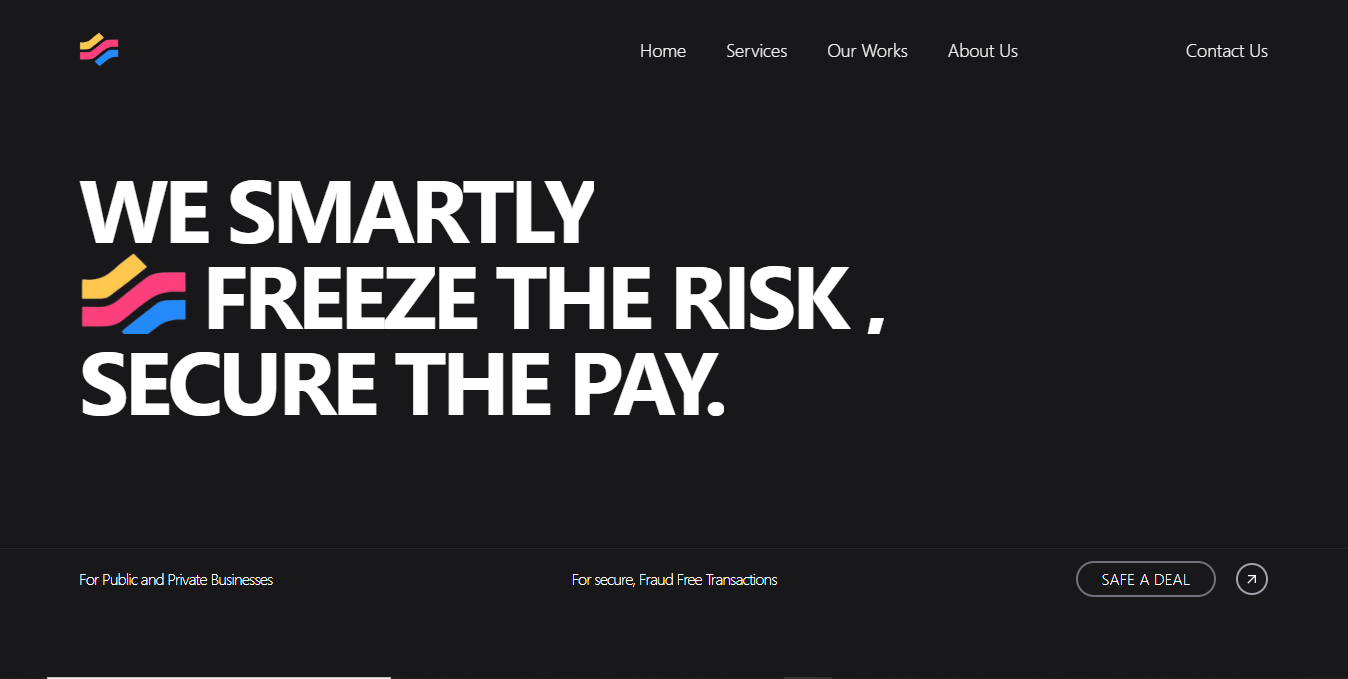 Home Services Our Works About Us Contact Us
WE SMARTLY
FREEZE THE RISK ,
SECURE THE PAY.
For Public and Private Businesses For secure, Fraud Free Transactions SAFE A DEAL